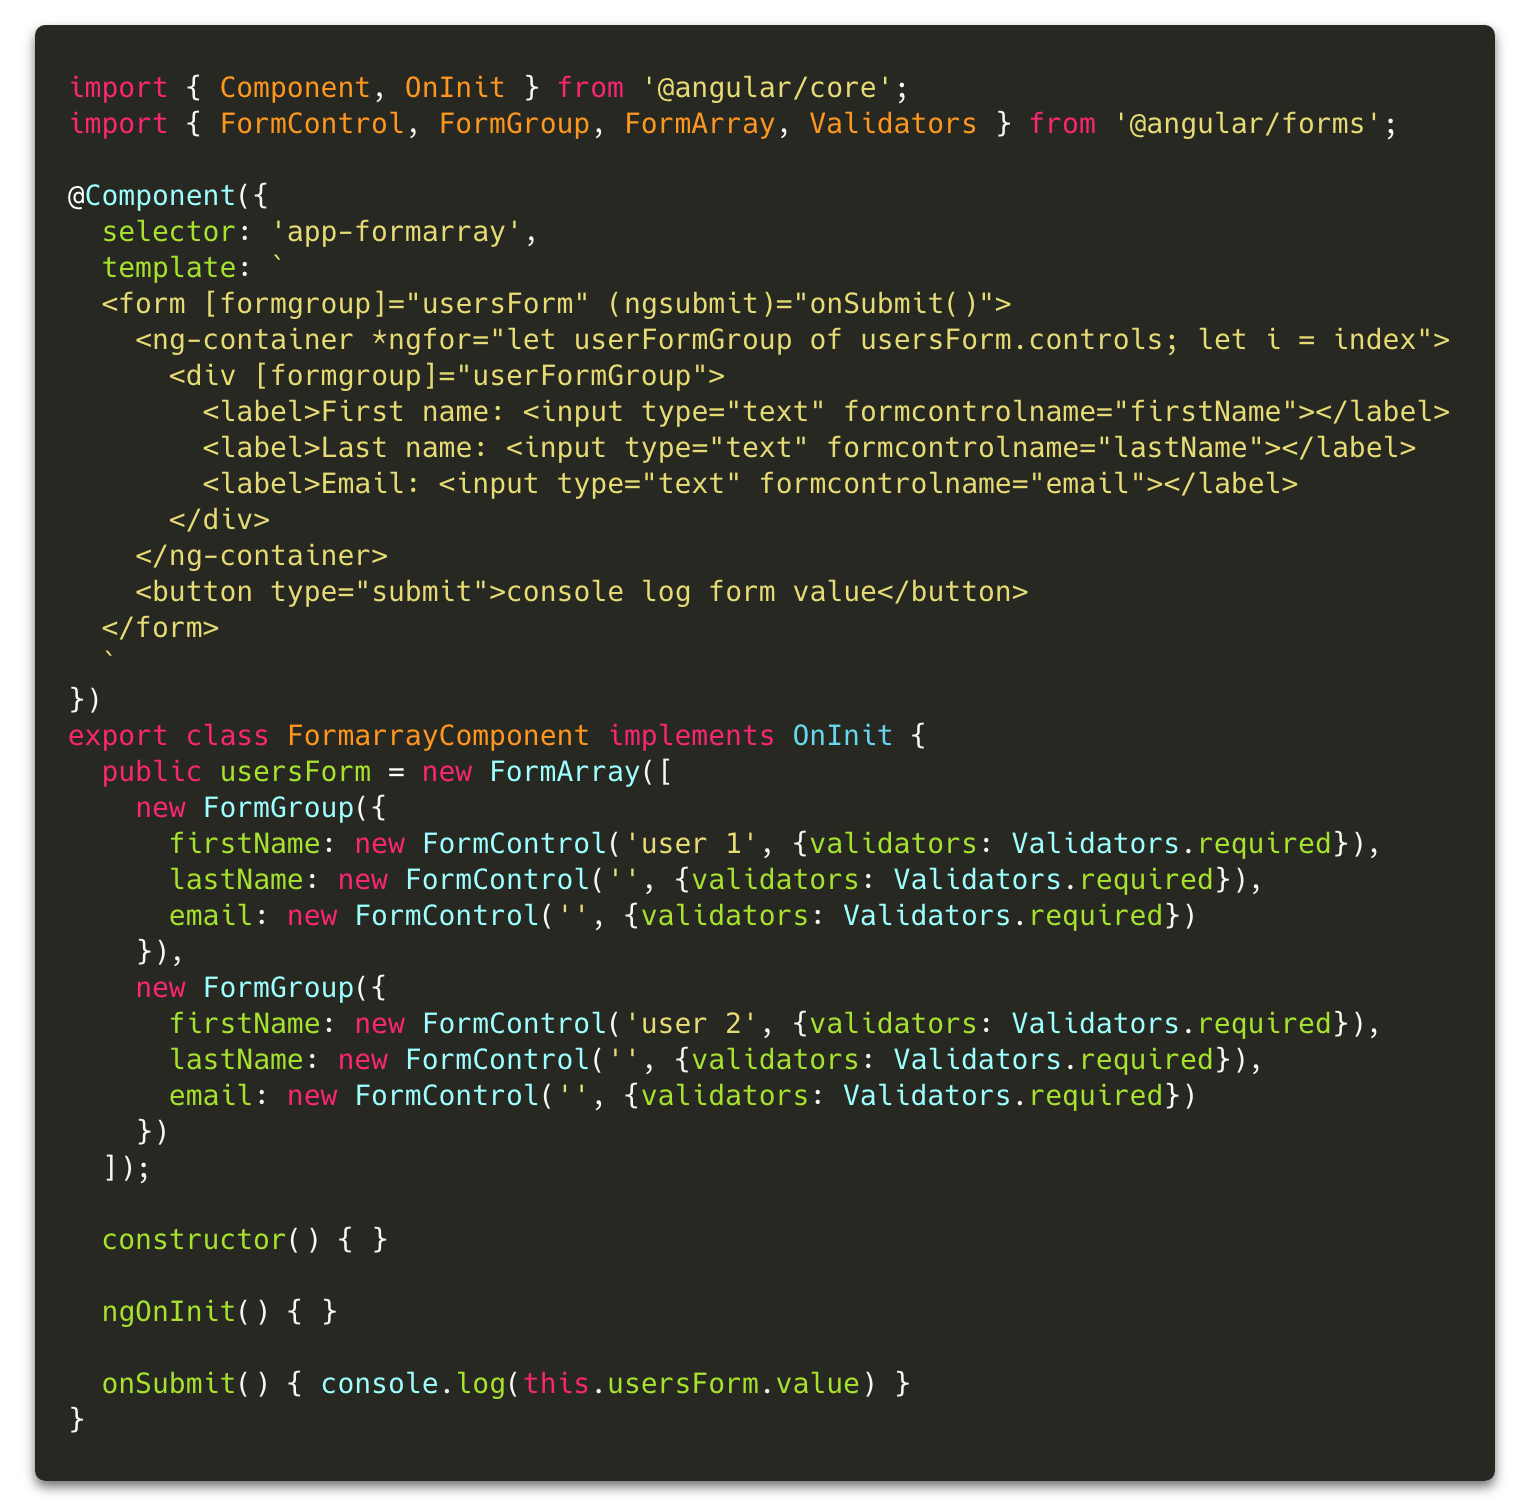 import { Component, OnInit } from '@angular/core';
import { FormControl, FormGroup, FormArray, Validators } from '@angular/forms';

@Component({
  selector: 'app-formarray',
  template: `
  <form [formgroup]="usersForm" (ngsubmit)="onSubmit()">
    <ng-container *ngfor="let userFormGroup of usersForm.controls; let i = index">
      <div [formgroup]="userFormGroup">
        <label>First name: <input type="text" formcontrolname="firstName"></label>
        <label>Last name: <input type="text" formcontrolname="lastName"></label>
        <label>Email: <input type="text" formcontrolname="email"></label>
      </div>
    </ng-container>
    <button type="submit">console log form value</button>
  </form>
  `
})
export class FormarrayComponent implements OnInit {
  public usersForm = new FormArray([
    new FormGroup({
      firstName: new FormControl('user 1', {validators: Validators.required}),
      lastName: new FormControl('', {validators: Validators.required}),
      email: new FormControl('', {validators: Validators.required})
    }),
    new FormGroup({
      firstName: new FormControl('user 2', {validators: Validators.required}),
      lastName: new FormControl('', {validators: Validators.required}),
      email: new FormControl('', {validators: Validators.required})
    })
  ]);

  constructor() { }

  ngOnInit() { }

  onSubmit() { console.log(this.usersForm.value) }
}